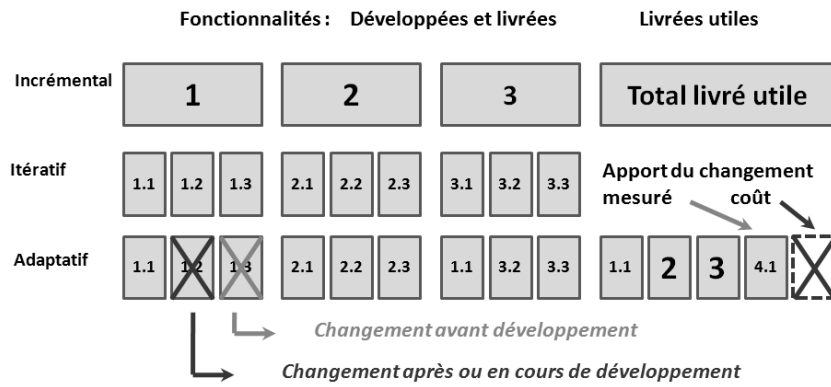 Fonctionnalités : Développées et livrées Livrées utiles
Incrémental 1 2 3 Total livré utile
Itératif 1.1 1.2 1.3 2.1 2.2 2.3 3.1 3.2 3.3
Apport du changement
mesuré coût
Adaptatif 1.1 1.2 1.3 2.1 2.2 2.3 1.1 3.2 3.3 1.1 2 3 4.1
Changement avant développement
Changement après ou en cours de développement